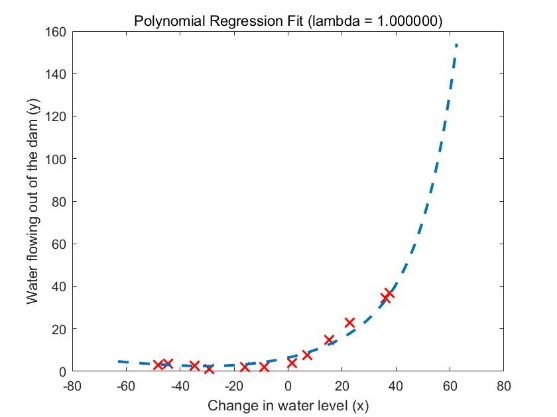 Polynomial Regression Fit (lambda = 1.000000)
160
140
120
100
80
60
40
20
0
Water flowing out of the dam (y)
-80 -60 -40 -20 0 20 40 60 80
Change in water level (x)